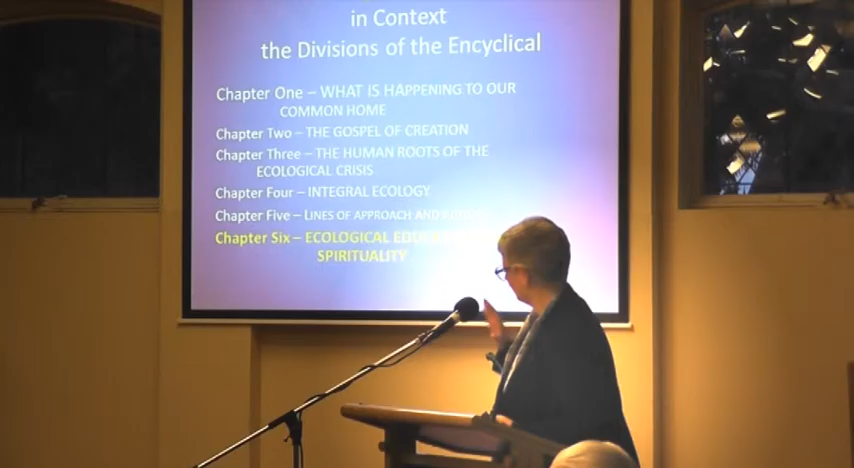 in Context
the Divisions of the Encyclical
Chapter One – WHAT IS HAPPENING TO OUR
COMMON HOME
Chapter Two – THE GOSPEL OF CREATION
Chapter Three – THE HUMAN ROOTS OF THE
ECOLOGICAL CRISIS
Chapter Four – INTEGRAL ECOLOGY
Chapter Five – LINES OF APPROACH AND
Chapter Six – ECOLOGICAL
SPIRITUALITY